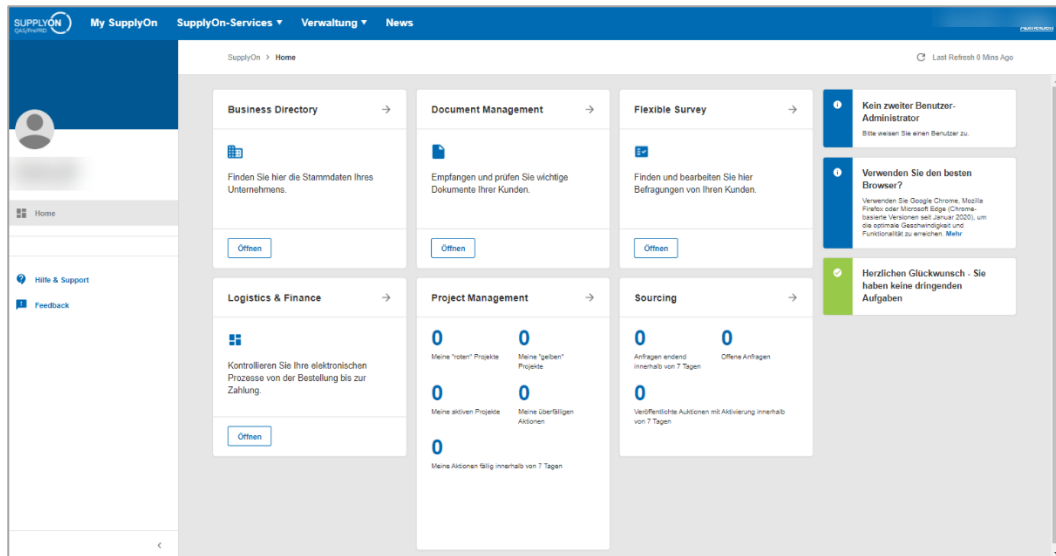 SUPPLYON
QAS/PrePRD
My SupplyOn
SupplyOn-Services
Verwaltung
News
Abmelden
SupplyOn > Home
Last Refresh 0 Mins Ago
Home
Hilfe & Support
Feedback
Business Directory
Finden Sie hier die Stammdaten Ihres
Unternehmens.
Öffnen
Document Management
Empfangen und prüfen Sie wichtige
Dokumente Ihrer Kunden.
Öffnen
Flexible Survey
Finden und bearbeiten Sie hier
Befragungen von Ihren Kunden.
Öffnen
Kein zweiter Benutzer-
Administrator
Bitte weisen Sie einen Benutzer zu.
Verwenden Sie den besten
Browser?
Verwenden Sie Google Chrome, Mozilla
Firefox oder Microsoft Edge (Chrome-
basierte Versionen seit Januar 2020), um
die optimale Geschwindigkeit und
Funktionalität zu erreichen. Mehr
Herzlichen Glückwunsch - Sie
haben keine dringenden
Aufgaben
Logistics & Finance
Kontrollieren Sie Ihre elektronischen
Prozesse von der Bestellung bis zur
Zahlung.
Öffnen
Project Management
0
Meine "roten" Projekte
0
Meine "gelben"
Projekte
0
Meine aktiven Projekte
0
Meine überfälligen
Aktionen
0
Meine Aktionen fällig innerhalb von 7 Tagen
Sourcing
0
Anfragen endend
innerhalb von 7 Tagen
0
Offene Anfragen
0
Veröffentlichte Auktionen mit Aktivierung innerhalb
von 7 Tagen